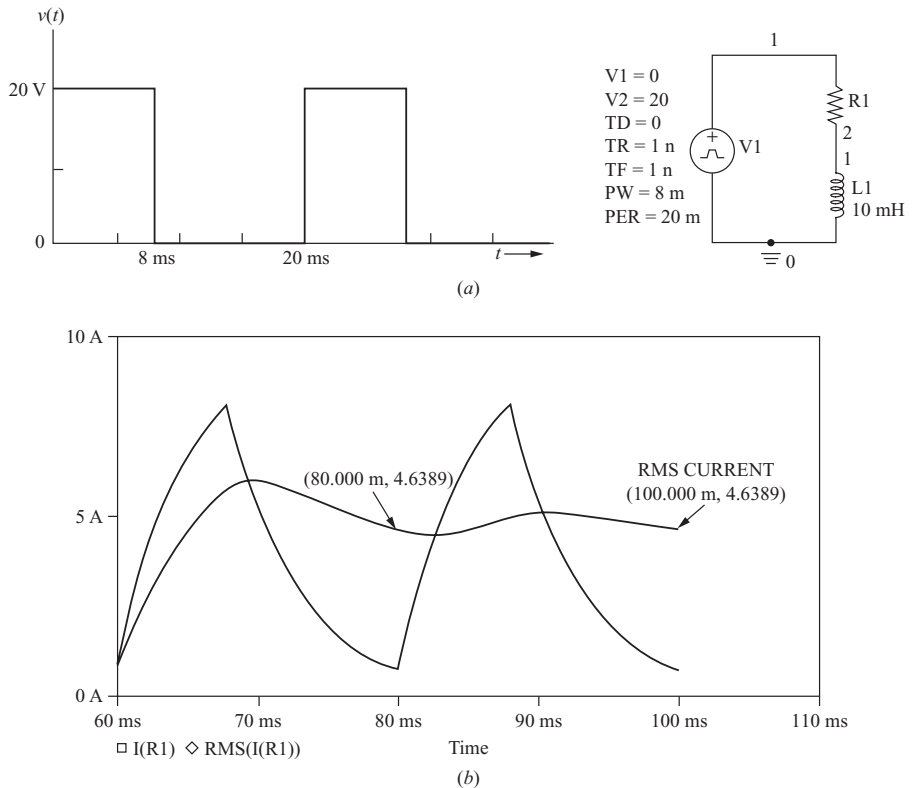 v(t)
20 V
0
8 ms
20 ms
t
V1 = 0
V2 = 20
TD = 0
TR = 1 n
TF = 1 n
PW = 8 m
PER = 20 m
1
V1
R1
2
1
L1
10 mH
0
(a)
10 A
5 A
0 A
(80.000 m, 4.6389)
RMS CURRENT
(100.000 m, 4.6389)
60 ms
70 ms
80 ms
90 ms
100 ms
110 ms
I(R1) RMS(I(R1))
Time
(b)